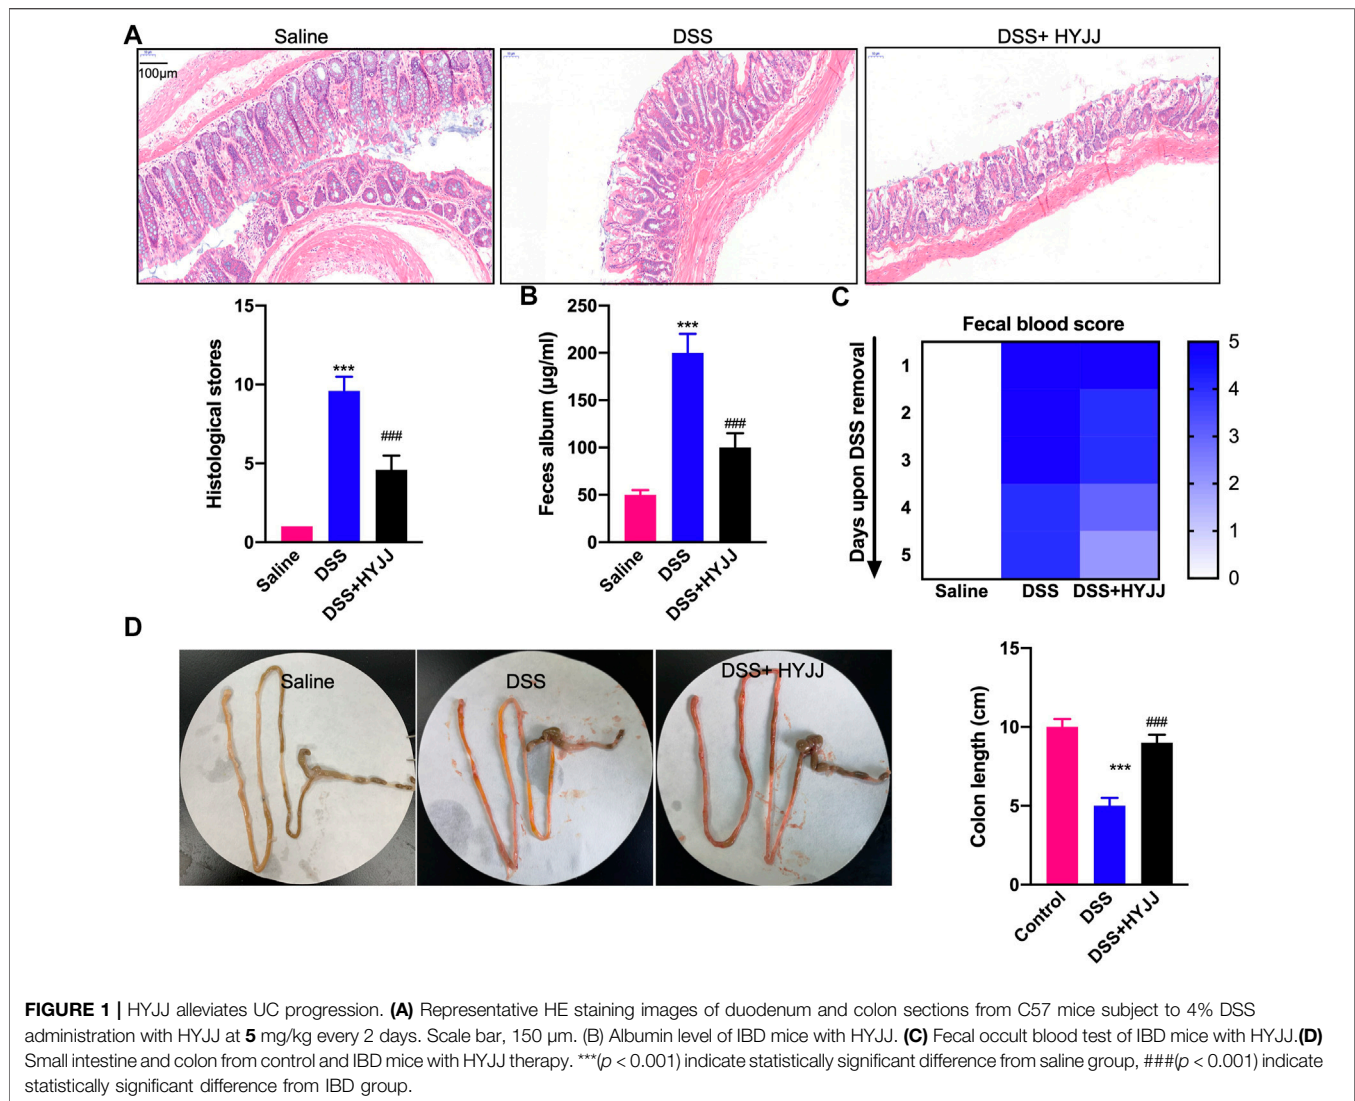 A
Saline
DSS
DSS+ HYJJ
100µm
15
10
5
0
Histological stores
***
###
Saline
DSS
DSS+HYJJ
B
250
200
150
100
50
0
Feces album (µg/ml)
***
###
Saline
DSS
DSS+HYJJ
C
Fecal blood score
Days upon DSS removal
1
2
3
4
5
Saline
DSS
DSS+HYJJ
5
4
3
2
1
0
D
Saline
DSS
DSS+ HYJJ
15
10
5
0
Colon length (cm)
***
###
Control
DSS
DSS+HYJJ
FIGURE 1 | HYJJ alleviates UC progression. (A) Representative HE staining images of duodenum and colon sections from C57 mice subject to 4% DSS
administration with HYJJ at 5 mg/kg every 2 days. Scale bar, 150 µm. (B) Albumin level of IBD mice with HYJJ. (C) Fecal occult blood test of IBD mice with HYJJ.(D)
Small intestine and colon from control and IBD mice with HYJJ therapy. ***(p < 0.001) indicate statistically significant difference from saline group, ###(p < 0.001) indicate
statistically significant difference from IBD group.